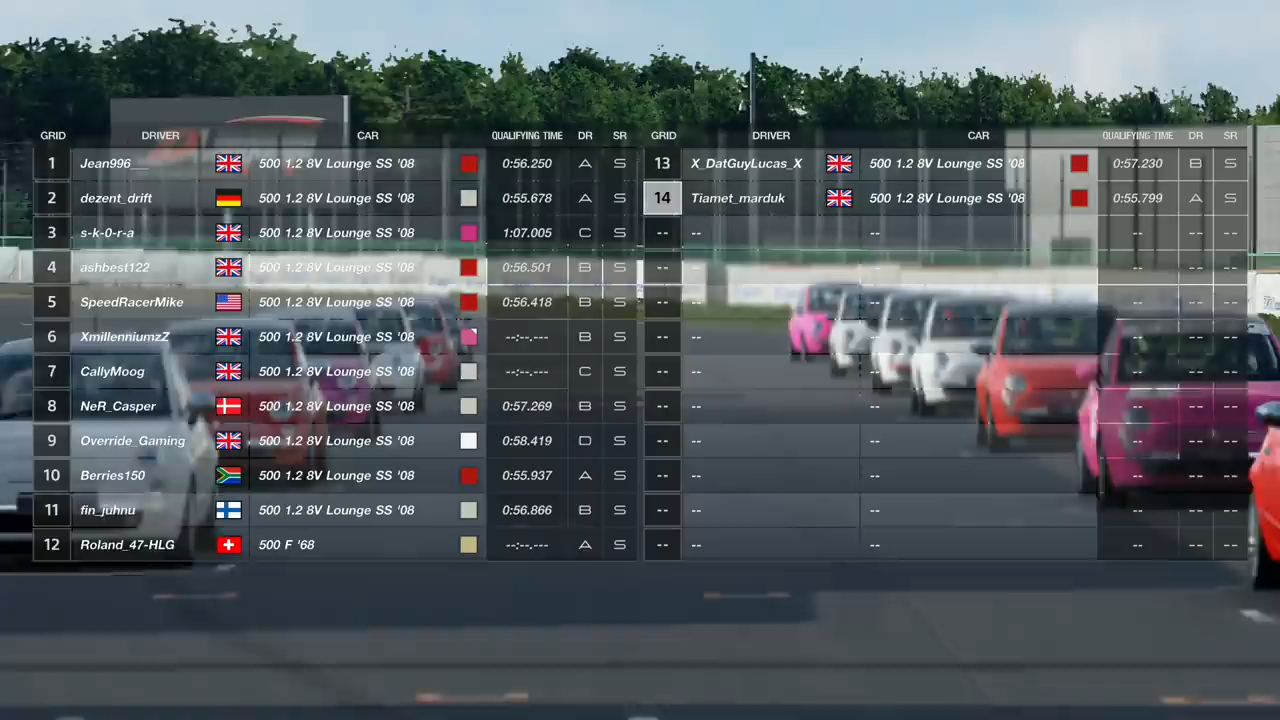 GRID DRIVER CAR QUALIFYING TIME DR SR
1 Jean996__ 500 1.2 8V Lounge SS '08 0:56.250 A S
2 dezent_drift 500 1.2 8V Lounge SS '08 0:55.678 A S
3 s-k-0-r-a 500 1.2 8V Lounge SS '08 1:07.005 C S
4 ashbest122 500 1.2 8V Lounge SS '08 0:56.501 B S
5 SpeedRacerMike 500 1.2 8V Lounge SS '08 0:56.418 B S
6 XmillenniumzZ 500 1.2 8V Lounge SS '08 --:--.--- B S
7 CallyMoog 500 1.2 8V Lounge SS '08 --:--.--- C S
8 NeR_Casper 500 1.2 8V Lounge SS '08 0:57.269 B S
9 Override_Gaming 500 1.2 8V Lounge SS '08 0:58.419 D S
10 Berries150 500 1.2 8V Lounge SS '08 0:55.937 A S
11 fin_juhnu 500 1.2 8V Lounge SS '08 0:56.866 B S
12 Roland_47-HLG 500 F '68 --:--.--- A S
GRID DRIVER CAR QUALIFYING TIME DR SR
13 X_DatGuyLucas_X 500 1.2 8V Lounge SS '08 0:57.230 B S
14 Tiamet_marduk 500 1.2 8V Lounge SS '08 0:55.799 A S
-- -- -- -- -- --
-- -- -- -- -- --
-- -- -- -- -- --
-- -- -- -- -- --
-- -- -- -- -- --
-- -- -- -- -- --
-- -- -- -- -- --
-- -- -- -- -- --
-- -- -- -- -- --
-- -- -- -- -- --